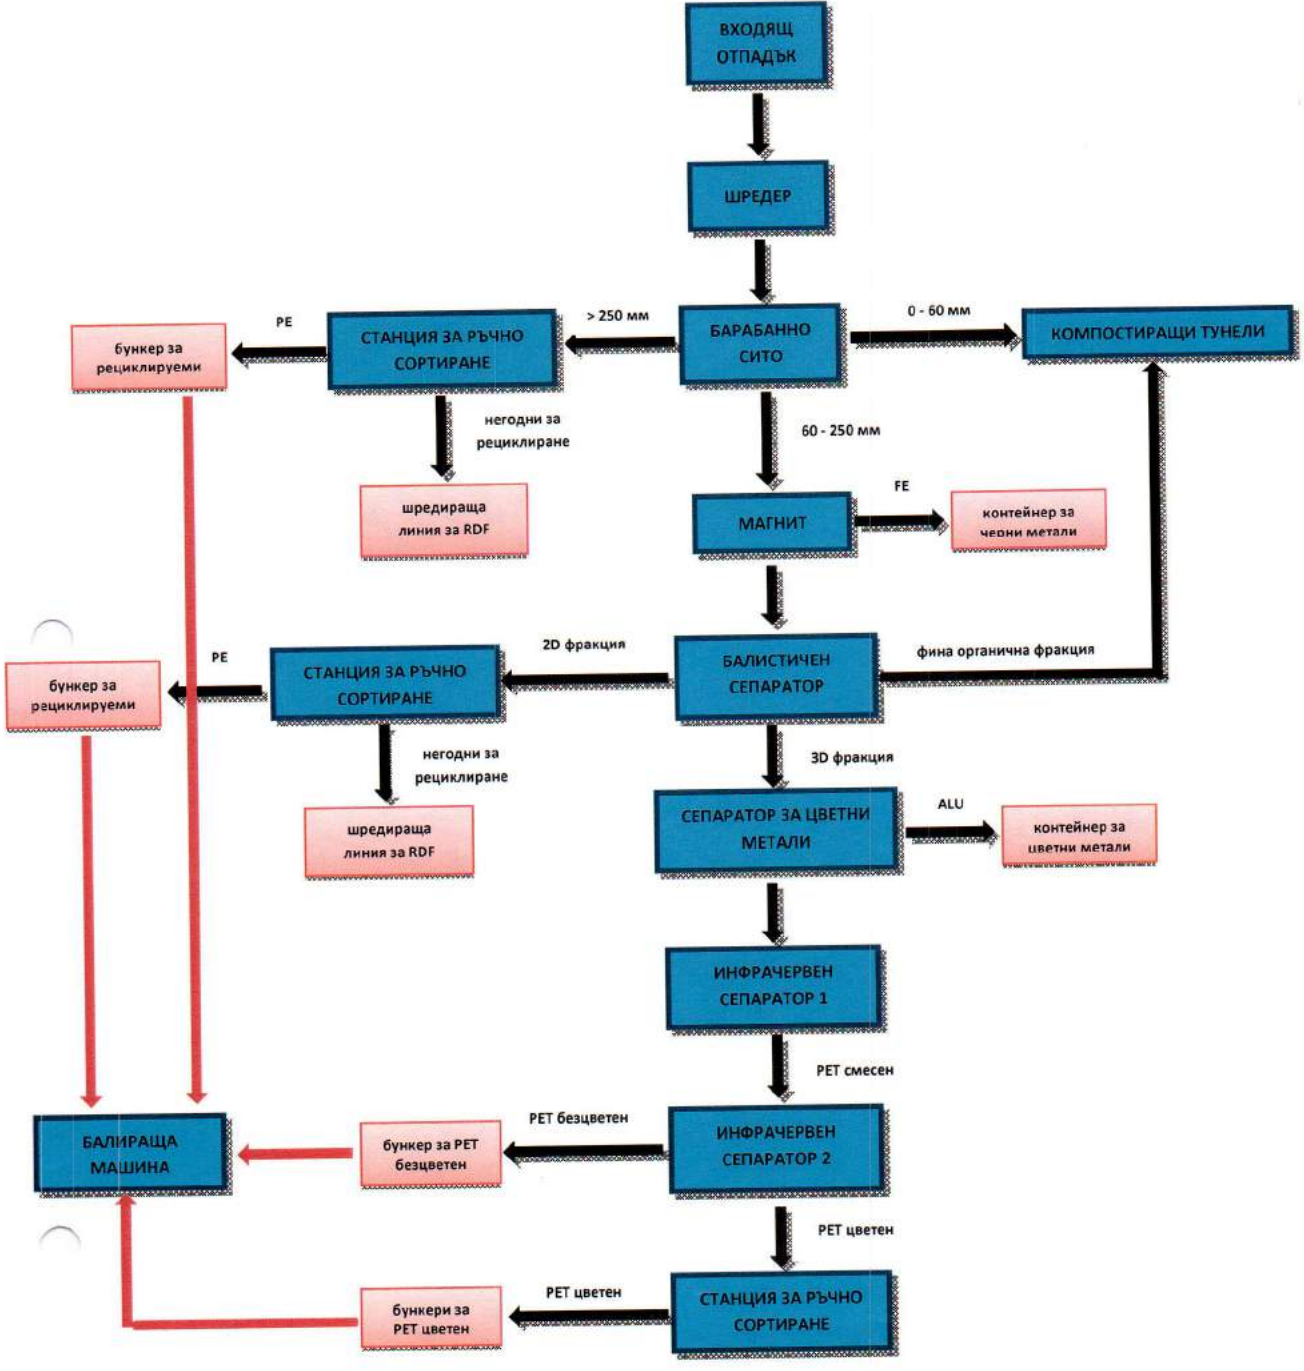 ВХОДЯЩ
ОТПАДЪК
ШРЕДЕР
PE
> 250 мм
0 - 60 мм
бункер за
рециклируеми
СТАНЦИЯ ЗА РЪЧНО
СОРТИРАНЕ
БАРАБАННО
СИТО
КОМПОСТИРАЩИ ТУНЕЛИ
негодни за
рециклиране
60 - 250 мм
шредираща
линия за RDF
МАГНИТ
FE
контейнер за
черни метали
PE
2D фракция
фина органична фракция
бункер за
рециклируеми
СТАНЦИЯ ЗА РЪЧНО
СОРТИРАНЕ
БАЛИСТИЧЕН
СЕПАРАТОР
негодни за
рециклиране
3D фракция
шредираща
линия за RDF
СЕПАРАТОР ЗА ЦВЕТНИ
МЕТАЛИ
ALU
контейнер за
цветни метали
ИНФРАЧЕРВЕН
СЕПАРАТОР 1
PET смесен
БАЛИРАЩА
МАШИНА
бункер за PET
безцветен
PET безцветен
ИНФРАЧЕРВЕН
СЕПАРАТОР 2
PET цветен
бункери за
PET цветен
PET цветен
СТАНЦИЯ ЗА РЪЧНО
СОРТИРАНЕ